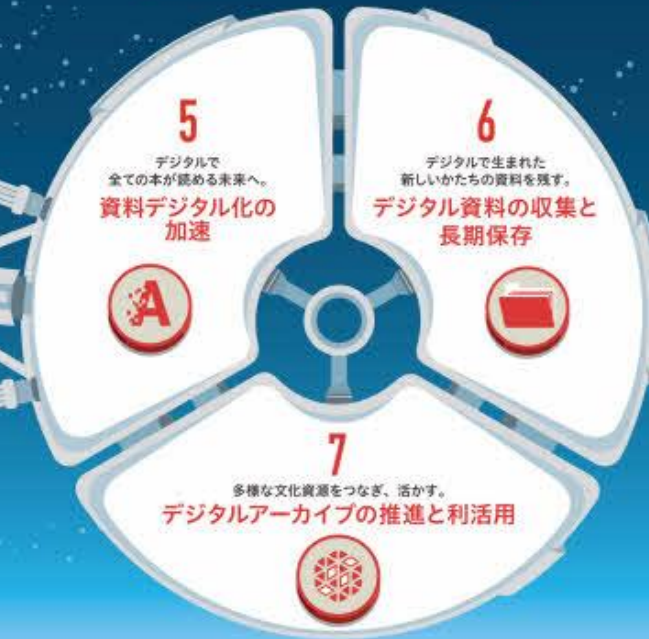 5
デジタルで
全ての本が読める未来へ。
資料デジタル化の
加速
A
6
デジタルで生まれた
新しいかたちの資料を残す。
デジタル資料の収集と
長期保存
7
多様な文化資源をつなぎ、活かす。
デジタルアーカイブの推進と利活用